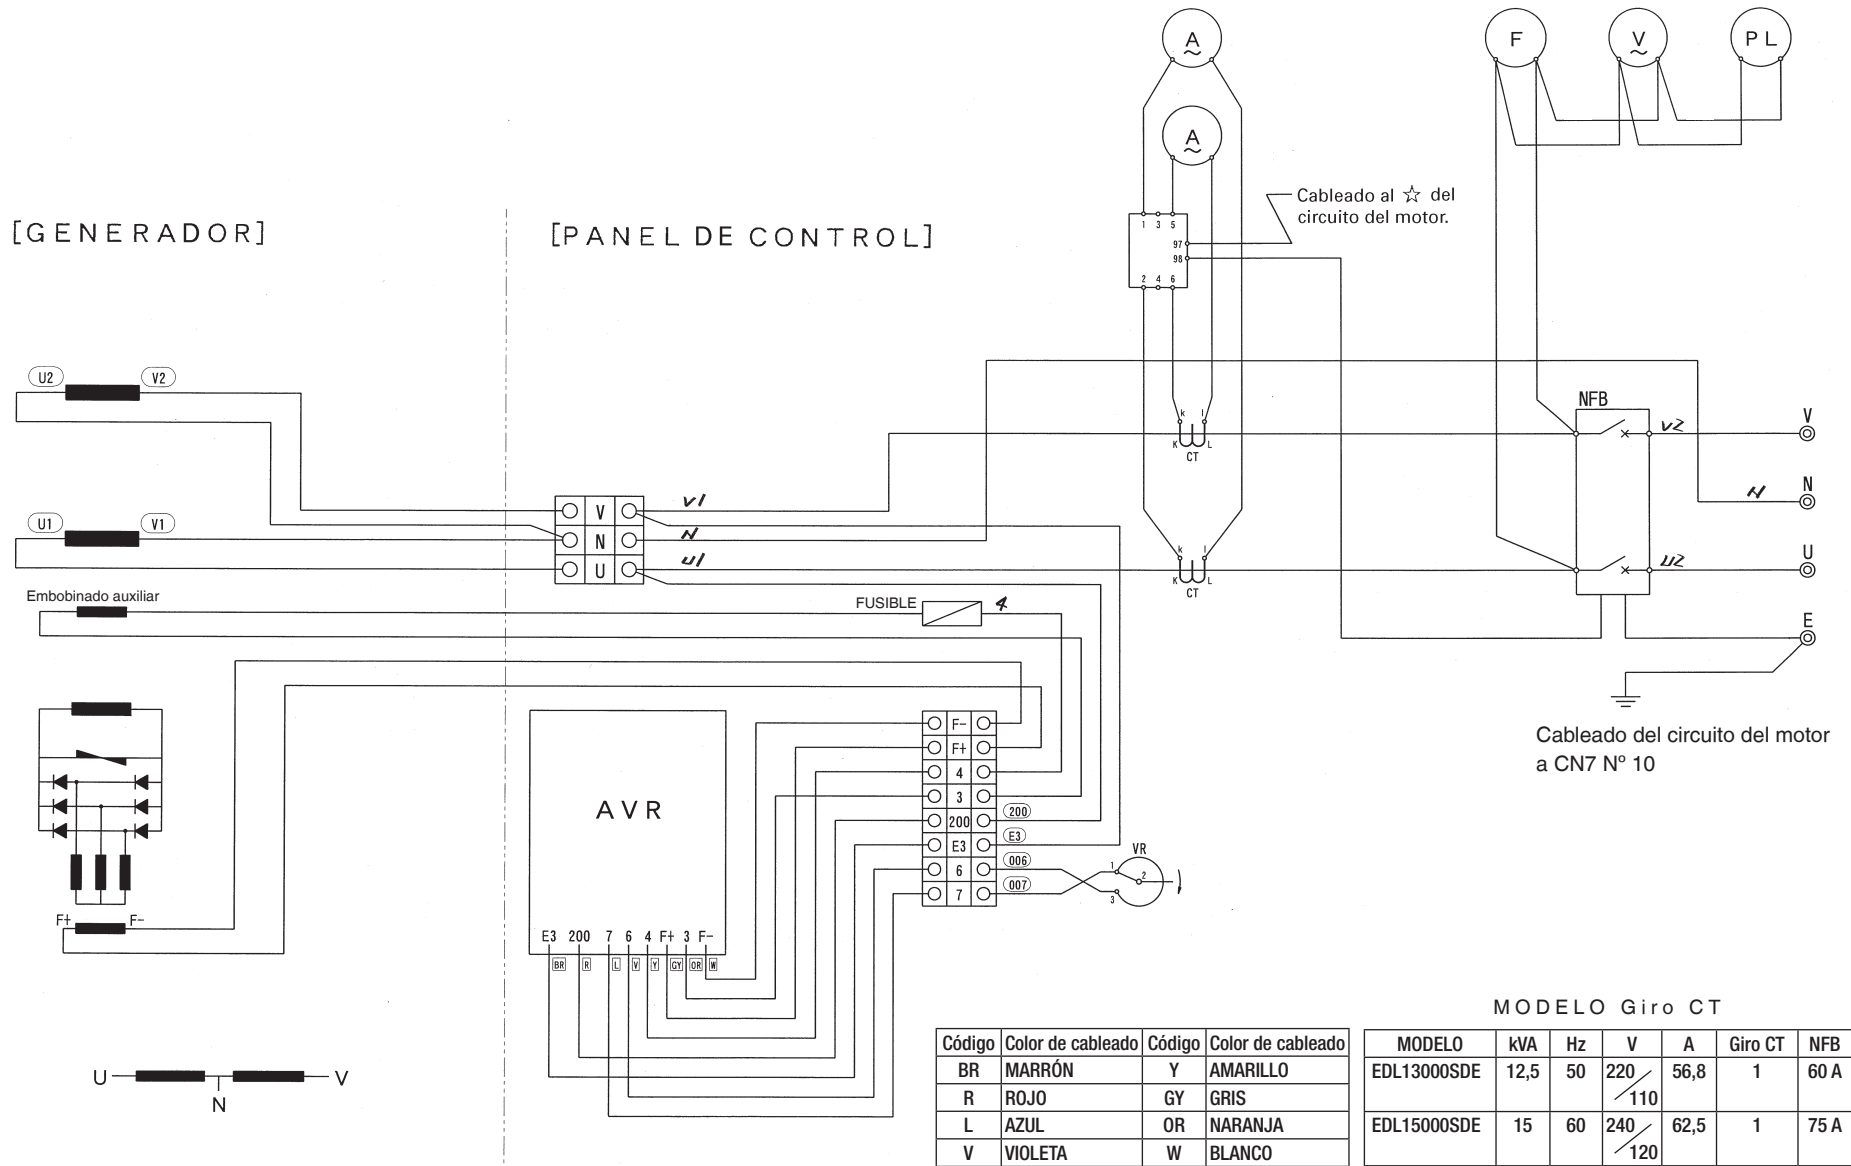 A
~
A
~
F
V
~
PL
Cableado al ☆ del
circuito del motor.
[GENERADOR]
[PANEL DE CONTROL]
1 3 5
97
98
2 4 6
U2
V2
k l
K L
CT
NFB
v2
V
N
N
U1
V1
V
N
U
v1
N
u1
k l
K L
CT
u2
U
E
Embobinado auxiliar
FUSIBLE
4
Cableado del circuito del motor
a CN7 Nº 10
AVR
F-
F+
4
3
200
200
E3
E3
6
006
7
007
VR
1
2
3
F+
F-
E3 200 7 6 4 F+ 3 F-
BR R L V Y GY OR W
U
V
N
Código Color de cableado Código Color de cableado
BR MARRÓN Y AMARILLO
R ROJO GY GRIS
L AZUL OR NARANJA
V VIOLETA W BLANCO
MODELO Giro CT
MODELO kVA Hz V A Giro CT NFB
EDL13000SDE 12,5 50 220/110 56,8 1 60 A
EDL15000SDE 15 60 240/120 62,5 1 75 A